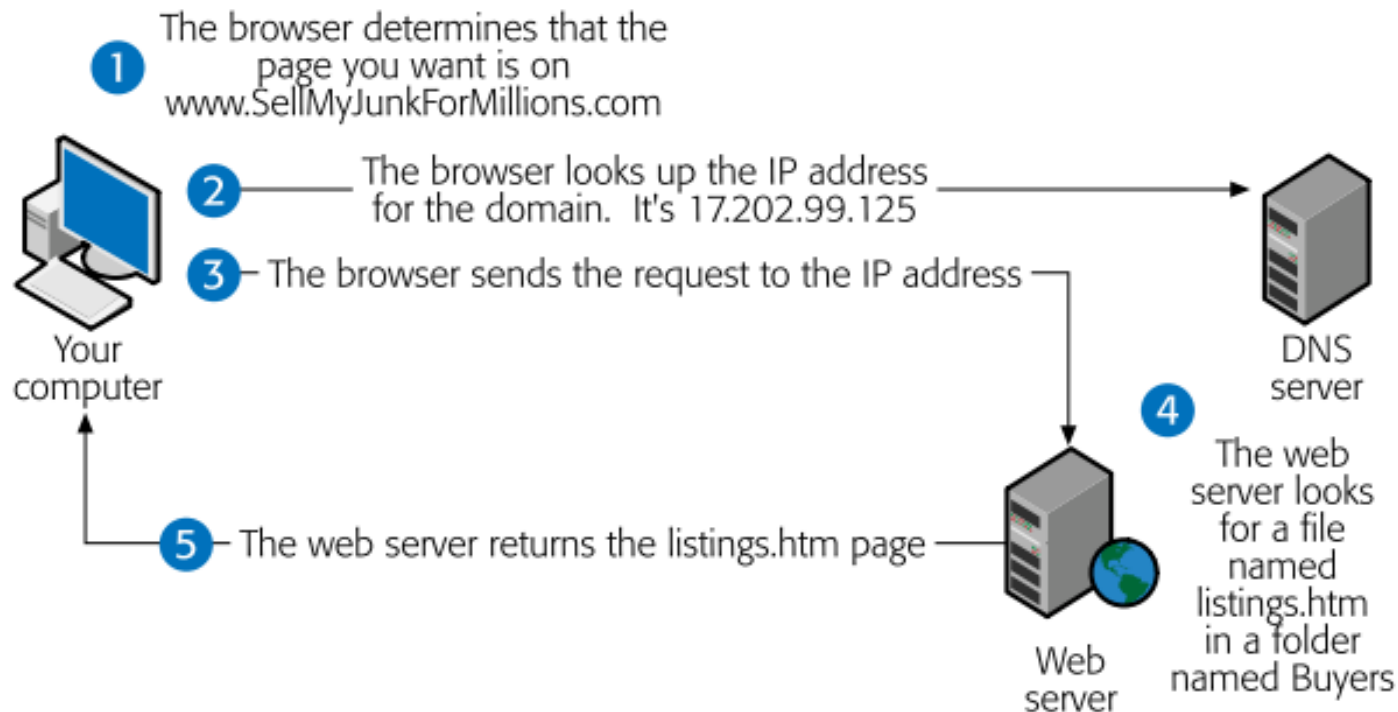 1
The browser determines that the
page you want is on
www.SellMyJunkForMillions.com
2
The browser looks up the IP address
for the domain.  It's 17.202.99.125
3
The browser sends the request to the IP address
Your
computer
DNS
server
4
The web
server looks
for a file
named
listings.htm
in a folder
named Buyers
5
The web server returns the listings.htm page
Web
server